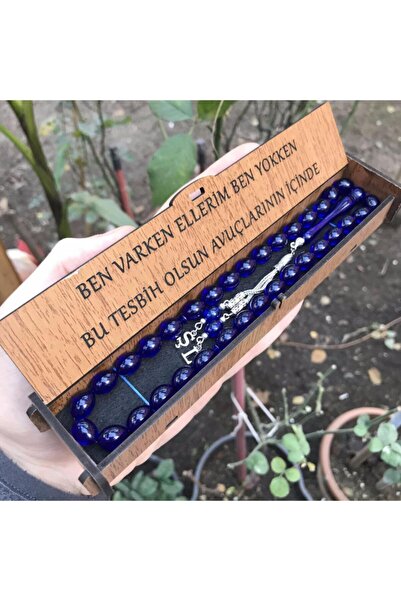 BEN VARKEN ELLERİM BEN YOKKEN
BU TESBİH OLSUN AVUÇLARININ İÇİNDE